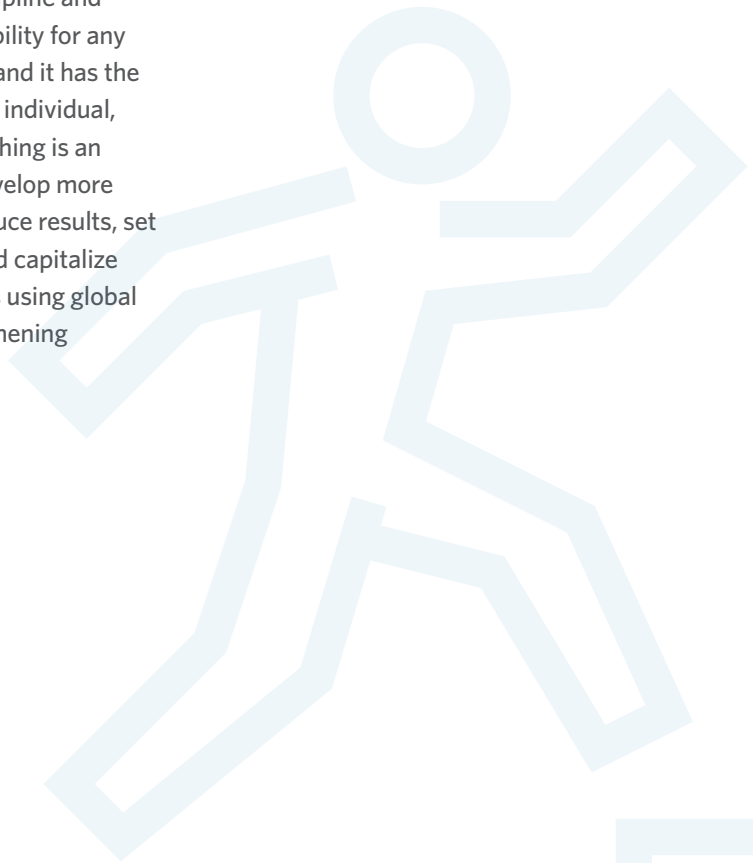 pline and
bility for any
and it has the
individual,
hing is an
velop more
uce results, set
d capitalize
using global
hening